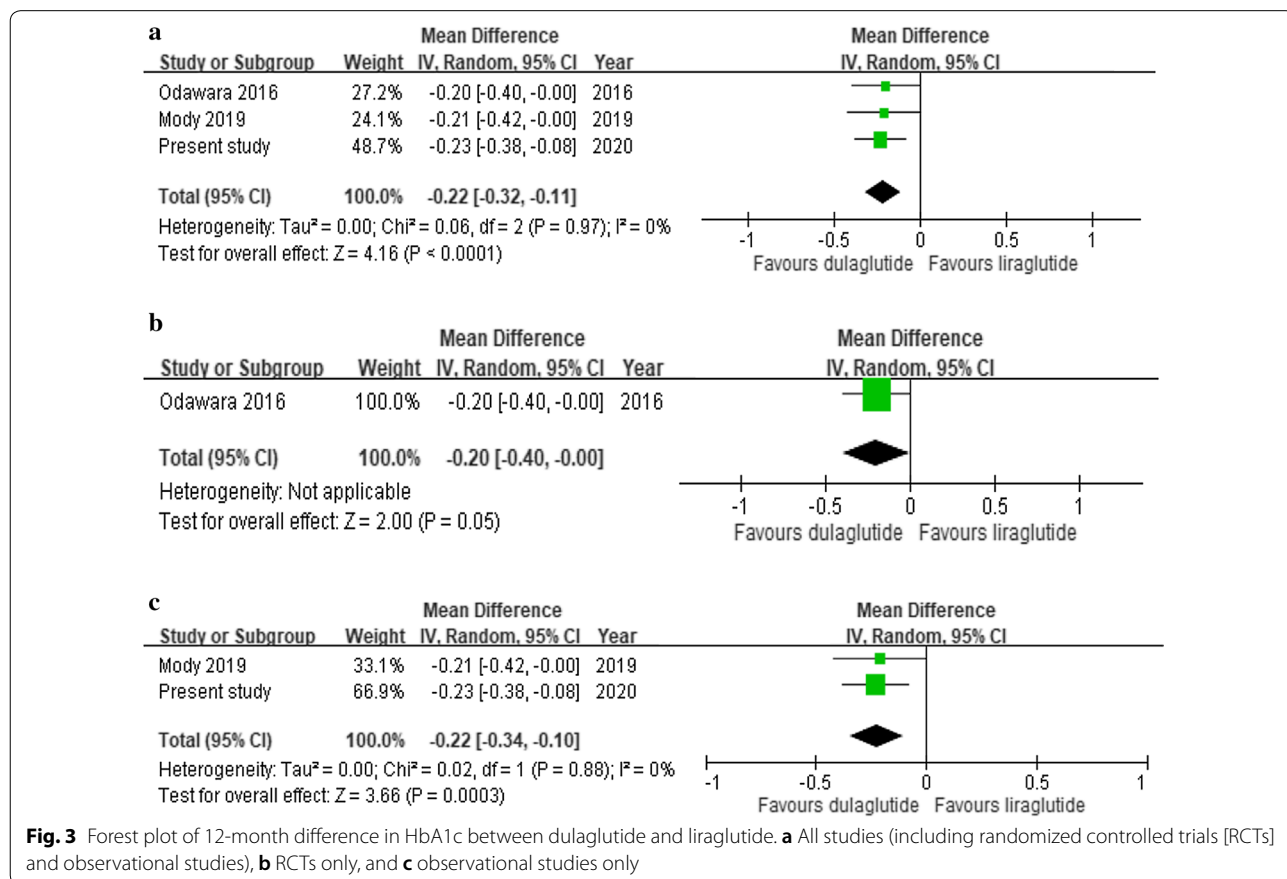 a
Mean Difference Mean Difference
Study or Subgroup Weight IV, Random, 95% CI Year IV, Random, 95% CI
Odawara 2016 27.2% -0.20 [-0.40, -0.00] 2016
Mody 2019 24.1% -0.21 [-0.42, -0.00] 2019
Present study 48.7% -0.23 [-0.38, -0.08] 2020
Total (95% CI) 100.0% -0.22 [-0.32, -0.11]
Heterogeneity: Tau² = 0.00; Chi² = 0.06, df = 2 (P = 0.97); I² = 0%
Test for overall effect: Z = 4.16 (P < 0.0001)
-1 -0.5 0 0.5 1
Favours dulaglutide Favours liraglutide
b
Mean Difference Mean Difference
Study or Subgroup Weight IV, Random, 95% CI Year IV, Random, 95% CI
Odawara 2016 100.0% -0.20 [-0.40, -0.00] 2016
Total (95% CI) 100.0% -0.20 [-0.40, -0.00]
Heterogeneity: Not applicable
Test for overall effect: Z = 2.00 (P = 0.05)
-1 -0.5 0 0.5 1
Favours dulaglutide Favours liraglutide
c
Mean Difference Mean Difference
Study or Subgroup Weight IV, Random, 95% CI Year IV, Random, 95% CI
Mody 2019 33.1% -0.21 [-0.42, -0.00] 2019
Present study 66.9% -0.23 [-0.38, -0.08] 2020
Total (95% CI) 100.0% -0.22 [-0.34, -0.10]
Heterogeneity: Tau² = 0.00; Chi² = 0.02, df = 1 (P = 0.88); I² = 0%
Test for overall effect: Z = 3.66 (P = 0.0003)
-1 -0.5 0 0.5 1
Favours dulaglutide Favours liraglutide
Fig. 3 Forest plot of 12-month difference in HbA1c between dulaglutide and liraglutide. a All studies (including randomized controlled trials [RCTs]
and observational studies), b RCTs only, and c observational studies only